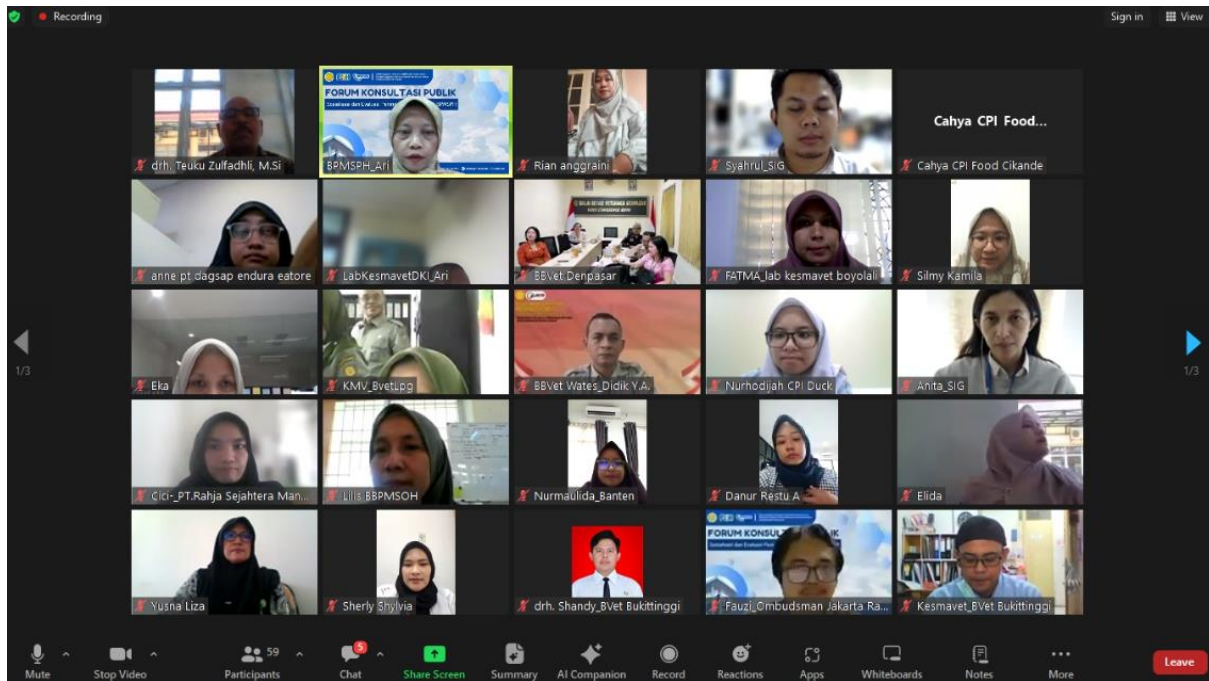 Recording
Sign in
View
drh. Teuku Zulfadhli, M.Si
FORUM KONSULTASI PUBLIK
BPMSPH_Ari
Rian anggraini
Syahrul_SIG
Cahya CPI Food...
Cahya CPI Food Cikande
anne pt dagsap endura eatore
LabKesmavetDKI_Ari
BBVet Denpasar
FATMA_lab kesmavet boyolali
Silmy Kamila
1/3
1/3
Eka
KMV_BvetLpg
BBVet Wates_Didik Y.A.
Nurhodijah CPI Duck
Anita_SIG
Cici-_PT.Rahja Sejahtera Man...
Lilis BBPMSOH
Nurmaulida_Banten
Danur Restu A
Elida
Yusna Liza
Sherly Shylvia
drh. Shandy_BVet Bukittinggi
FORUM KONSUL
Fauzi_Ombudsman Jakarta Ra...
Kesmavet_BVet Bukittinggi
Mute
Stop Video
59
Participants
5
Chat
Share Screen
Summary
AI Companion
Record
Reactions
Apps
Whiteboards
Notes
More
Leave